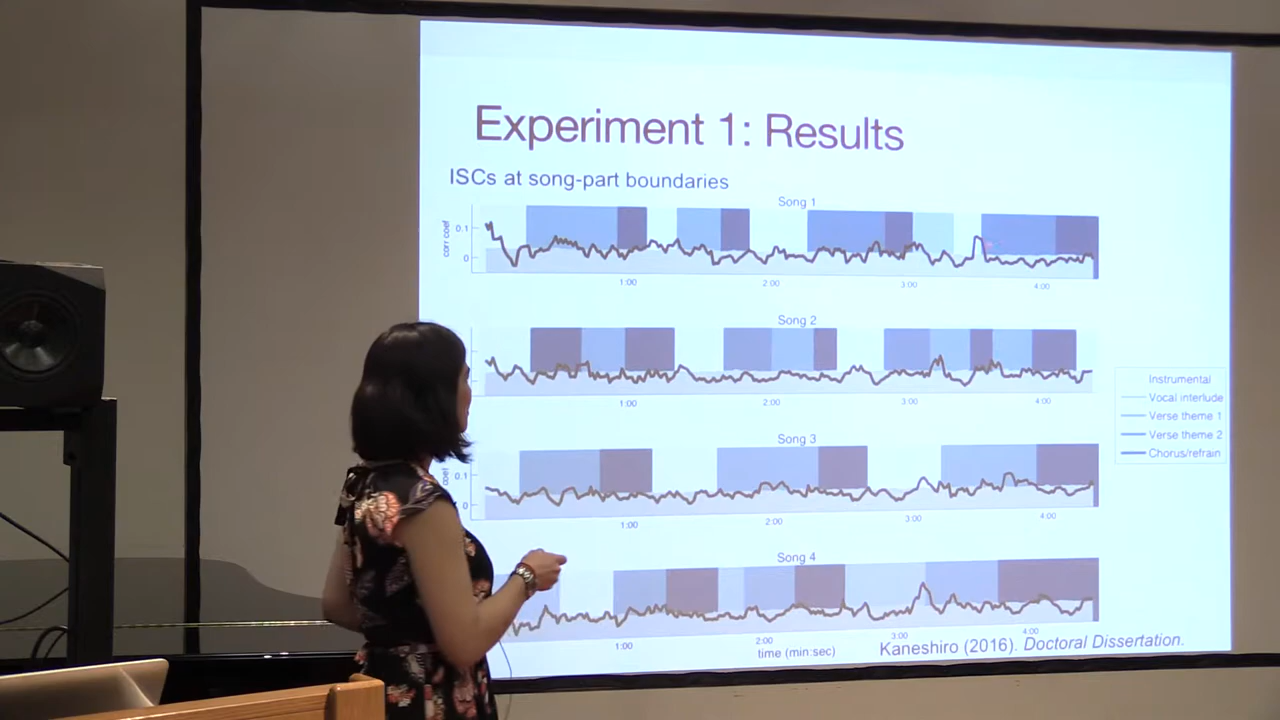 Experiment 1: Results
ISCs at song-part boundaries
Song 1
corr coef
0.1
0
1:00
2:00
3:00
4:00
Song 2
1:00
2:00
3:00
4:00
Instrumental
Vocal interlude
Verse theme 1
Verse theme 2
Chorus/refrain
Song 3
coef
0.1
0
1:00
2:00
3:00
4:00
Song 4
1:00
2:00
3:00
4:00
time (min:sec)
Kaneshiro (2016). Doctoral Dissertation.